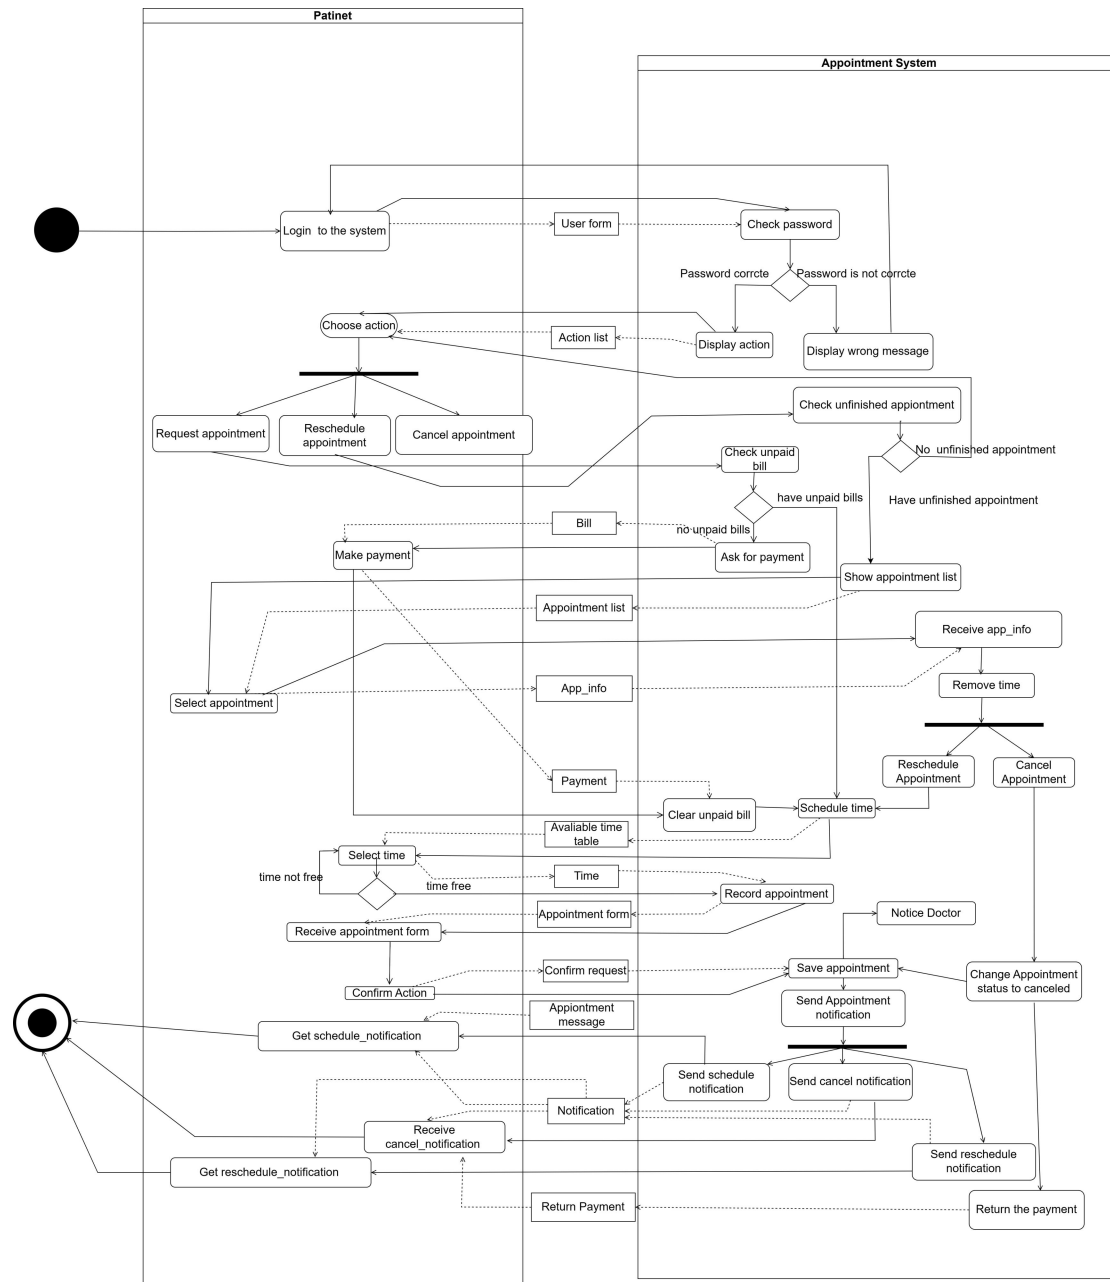 Patinet
Appointment System
Login  to the system
User form
Check password
Password corrcte
Password is not corrcte
Choose action
Action list
Display action
Display wrong message
Request appointment
Reschedule
appointment
Cancel appointment
Check unfinished appiontment
Check unpaid
bill
No  unfinished appointment
have unpaid bills
Have unfinished appointment
Bill
no unpaid bills
Make payment
Ask for payment
Show appointment list
Appointment list
Receive app_info
Select appointment
App_info
Remove time
Reschedule
Appointment
Cancel
Appointment
Payment
Clear unpaid bill
Schedule time
Avaliable time
table
Select time
time not free
time free
Time
Record appointment
Appointment form
Notice Doctor
Receive appointment form
Confirm request
Save appointment
Change Appointment
status to canceled
Confirm Action
Send Appointment
notification
Appiontment
message
Get schedule_notification
Send schedule
notification
Send cancel notification
Notification
Receive
cancel_notification
Send reschedule
notification
Get reschedule_notification
Return Payment
Return the payment